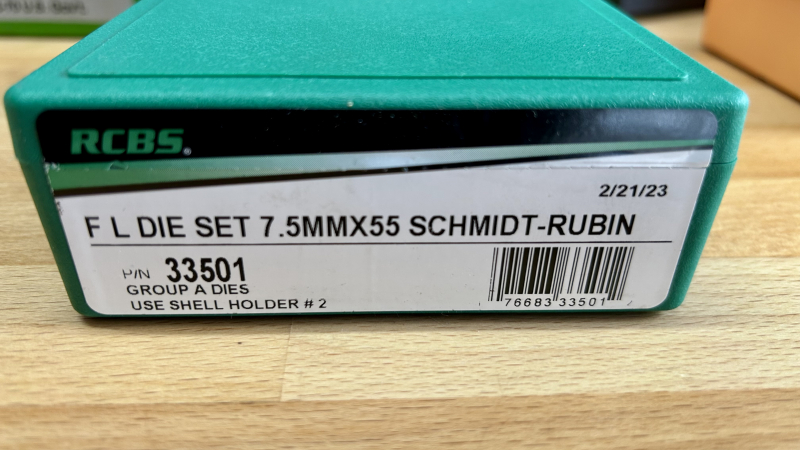 RCBS.
2/21/23
F L DIE SET 7.5MMX55 SCHMIDT-RUBIN
P/N 33501
GROUP A DIES
USE SHELL HOLDER # 2
76683 33501